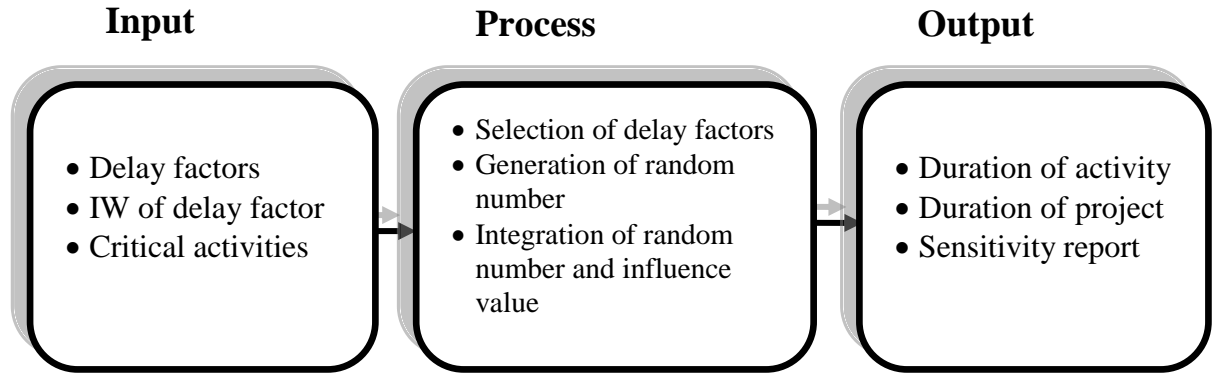 Input
Process
Output
• Delay factors
• IW of delay factor
• Critical activities
• Selection of delay factors
• Generation of random
number
• Integration of random
number and influence
value
• Duration of activity
• Duration of project
• Sensitivity report